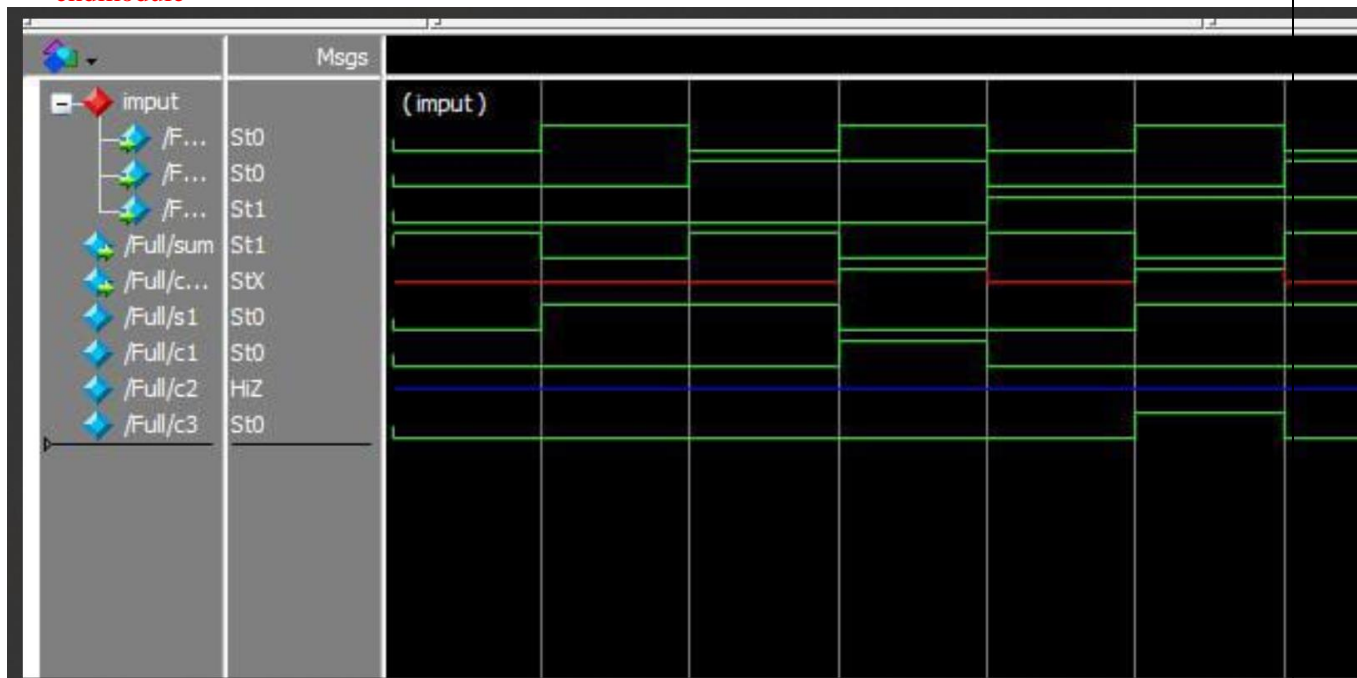 Msgs
imput
(imput)
/F... St0
/F... St0
/F... St1
/Full/sum St1
/Full/c... StX
/Full/s1 St0
/Full/c1 St0
/Full/c2 HiZ
/Full/c3 St0